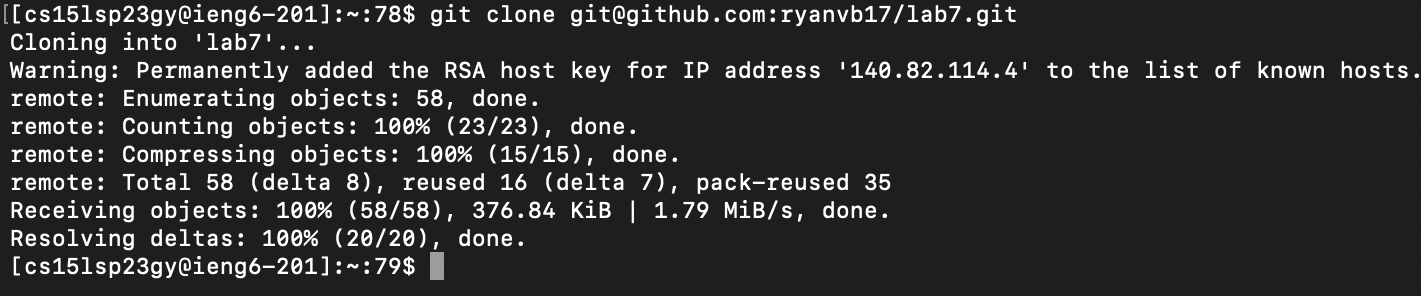 [[cs15lsp23gy@ieng6-201]:~:78$ git clone git@github.com:ryanvb17/lab7.git
Cloning into 'lab7'...
Warning: Permanently added the RSA host key for IP address '140.82.114.4' to the list of known hosts.
remote: Enumerating objects: 58, done.
remote: Counting objects: 100% (23/23), done.
remote: Compressing objects: 100% (15/15), done.
remote: Total 58 (delta 8), reused 16 (delta 7), pack-reused 35
Receiving objects: 100% (58/58), 376.84 KiB | 1.79 MiB/s, done.
Resolving deltas: 100% (20/20), done.
[cs15lsp23gy@ieng6-201]:~:79$